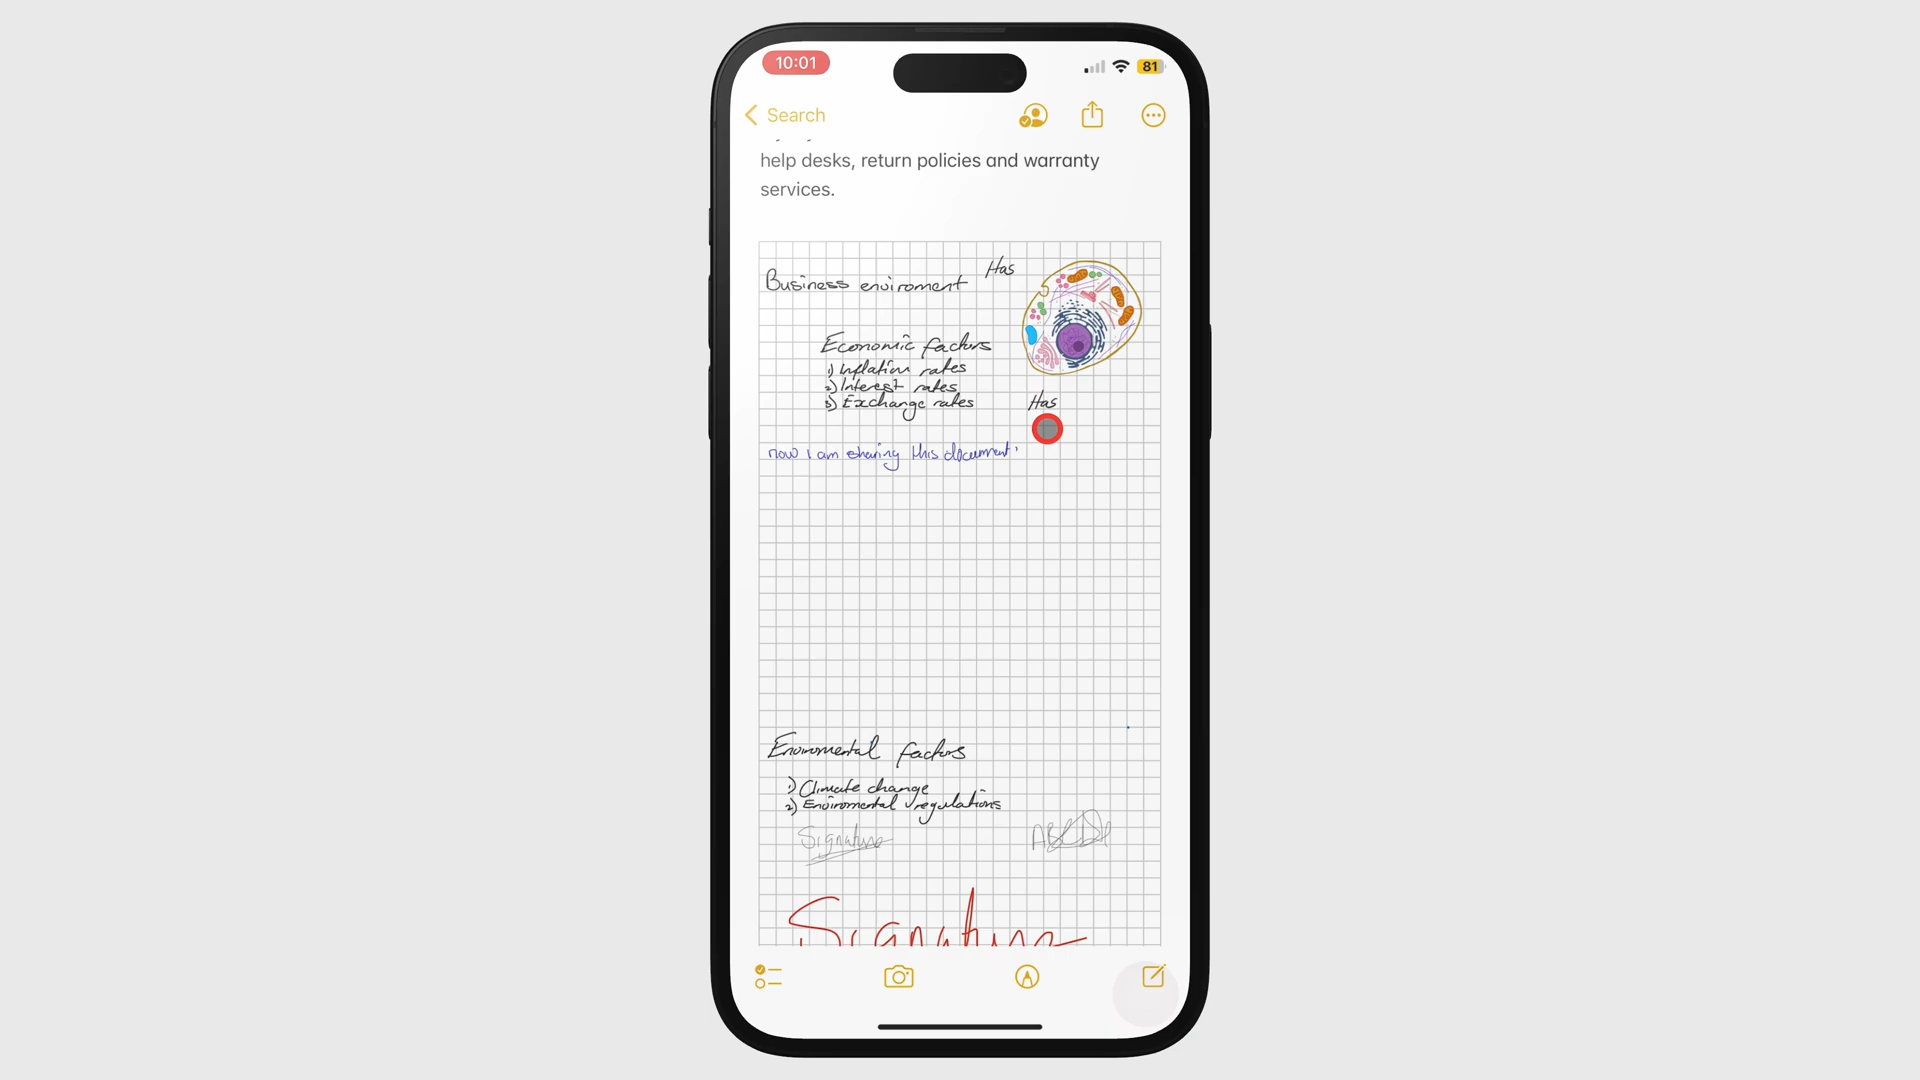 10:01
81
Search
help desks, return policies and warranty
services.
Has
Business enviroment
Economic factors
1) Inflation rates
2) Interest rates
3) Exchange rates
Has
now I am sharing this document
Enviromental factors
1) Climate change
2) Enviromental regulations
Signature
Signature